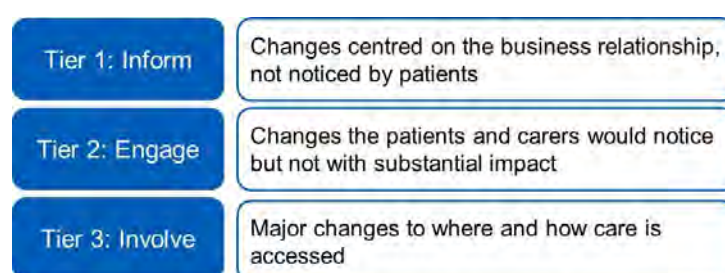 Tier 1: Inform
Changes centred on the business relationship,
not noticed by patients
Tier 2: Engage
Changes the patients and carers would notice
but not with substantial impact
Tier 3: Involve
Major changes to where and how care is
accessed